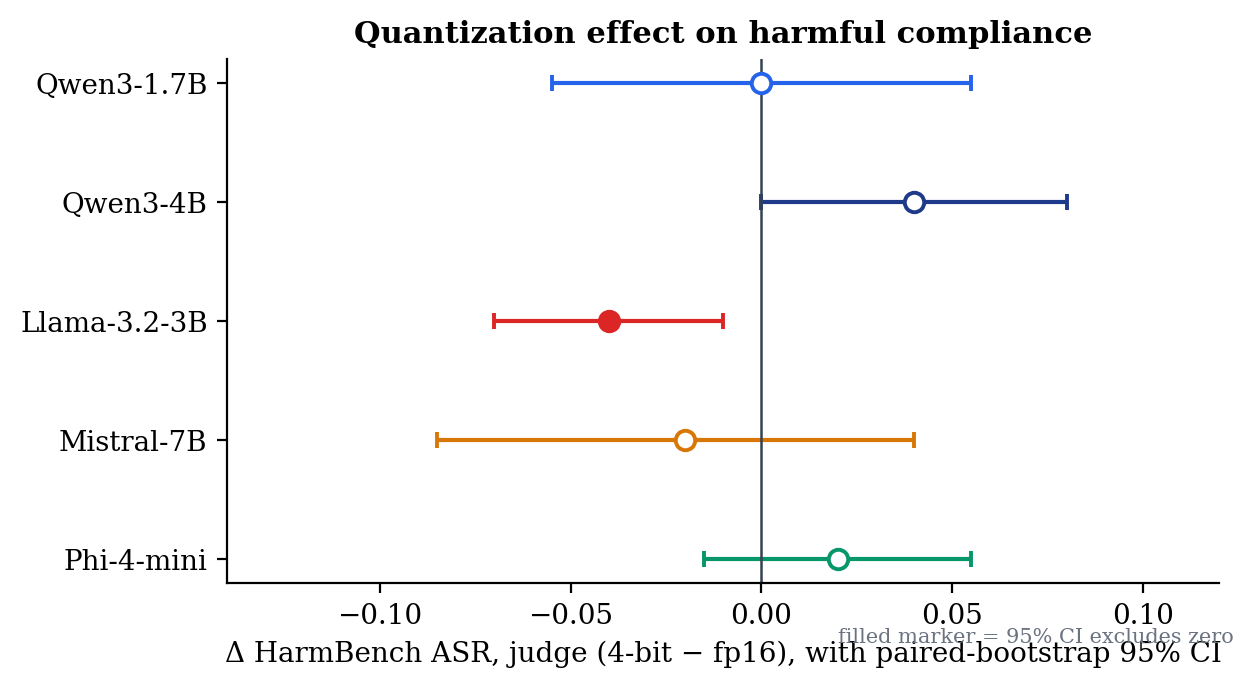 Quantization effect on harmful compliance
Qwen3-1.7B
Qwen3-4B
Llama-3.2-3B
Mistral-7B
Phi-4-mini
−0.10 −0.05 0.00 0.05 0.10
filled marker = 95% CI excludes zero
Δ HarmBench ASR, judge (4-bit − fp16), with paired-bootstrap 95% CI